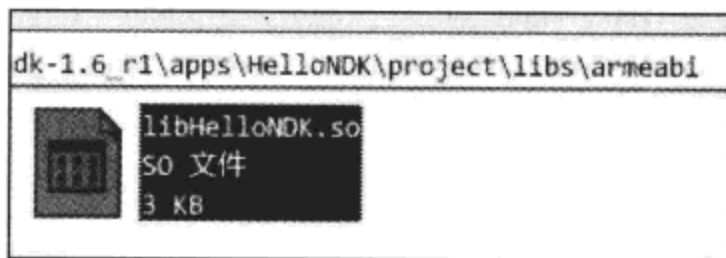 dk-1.6_r1\apps\HelloNDK\project\libs\armeabi
libHelloNDK.so
SO 文件
3 KB